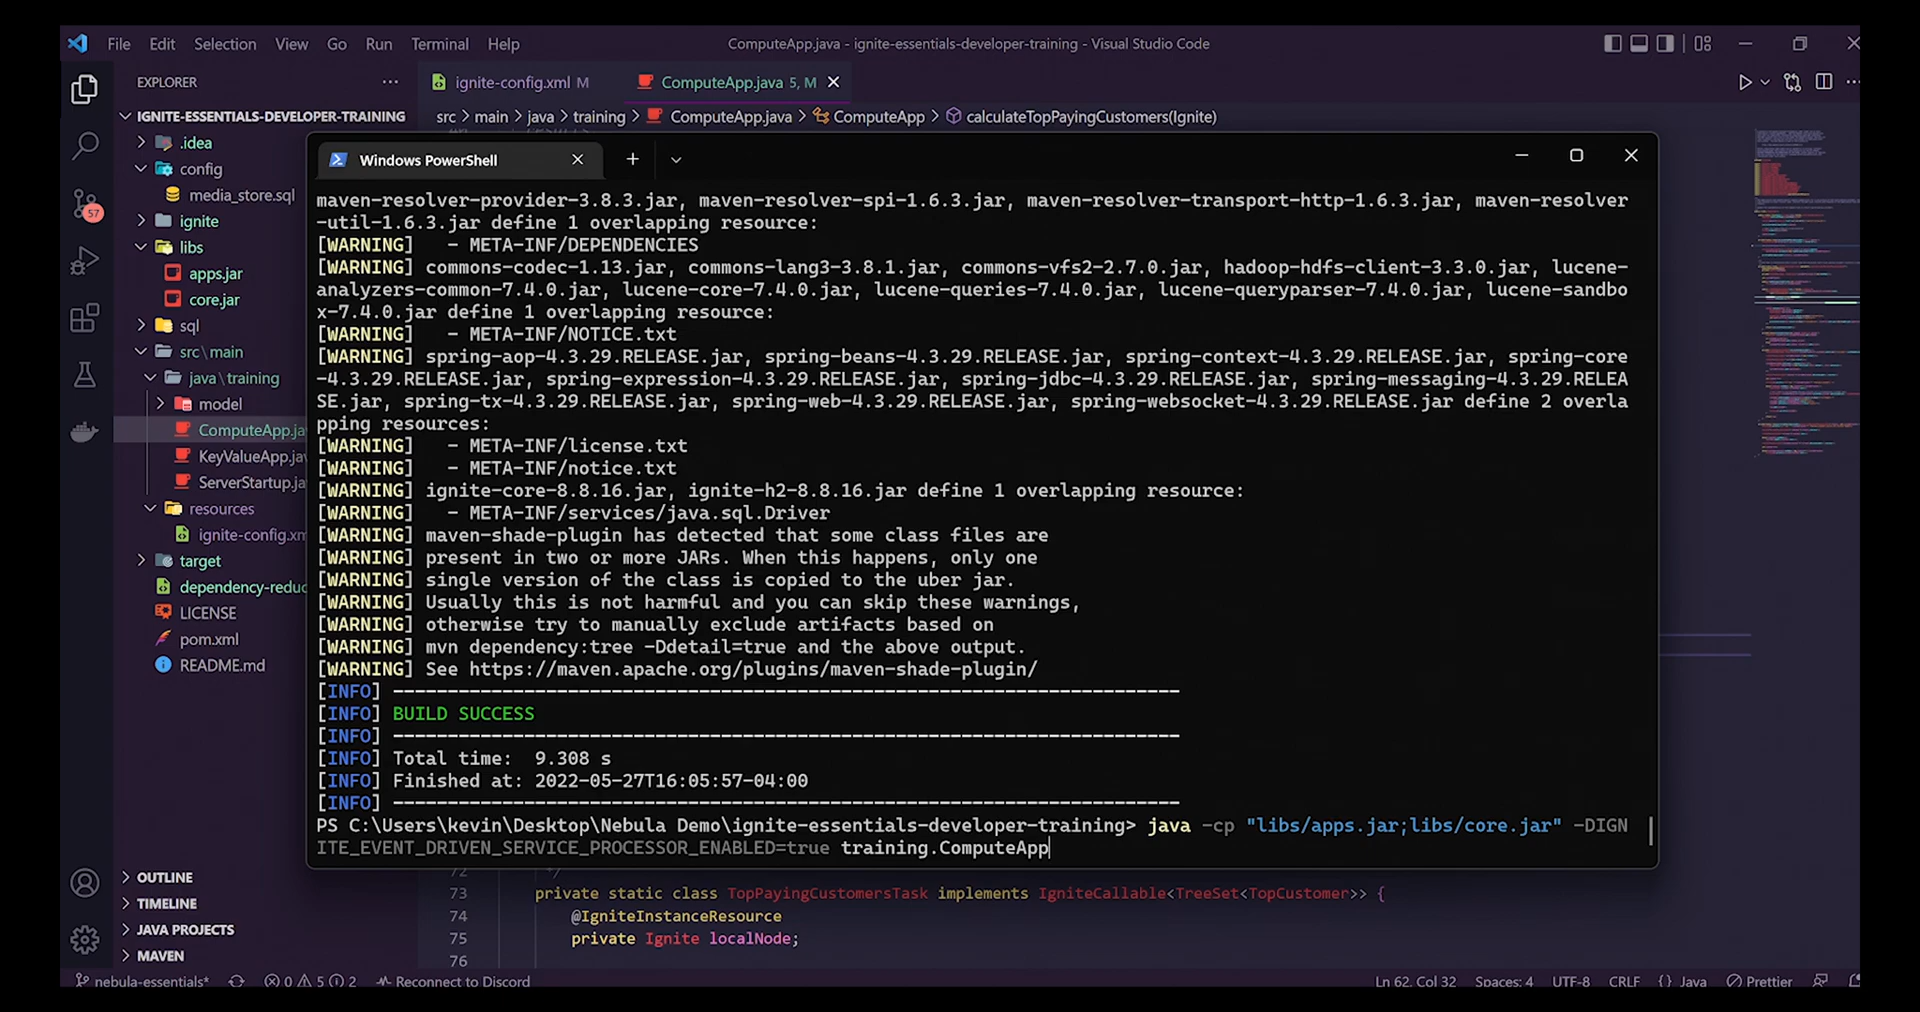 File Edit Selection View Go Run Terminal Help
ComputeApp.java - ignite-essentials-developer-training - Visual Studio Code
EXPLORER
ignite-config.xml M
ComputeApp.java 5, M
IGNITE-ESSENTIALS-DEVELOPER-TRAINING
src > main > java > training > ComputeApp.java > ComputeApp > calculateTopPayingCustomers(Ignite)
.idea
config
media_store.sql
ignite
libs
apps.jar
core.jar
sql
src\main
java\training
model
ComputeApp.ja
KeyValueApp.jav
ServerStartup.ja
resources
ignite-config.xm
target
dependency-reduc
LICENSE
pom.xml
README.md
57
Windows PowerShell
maven-resolver-provider-3.8.3.jar, maven-resolver-spi-1.6.3.jar, maven-resolver-transport-http-1.6.3.jar, maven-resolver
-util-1.6.3.jar define 1 overlapping resource:
[WARNING]   - META-INF/DEPENDENCIES
[WARNING] commons-codec-1.13.jar, commons-lang3-3.8.1.jar, commons-vfs2-2.7.0.jar, hadoop-hdfs-client-3.3.0.jar, lucene-
analyzers-common-7.4.0.jar, lucene-core-7.4.0.jar, lucene-queries-7.4.0.jar, lucene-queryparser-7.4.0.jar, lucene-sandbo
x-7.4.0.jar define 1 overlapping resource:
[WARNING]   - META-INF/NOTICE.txt
[WARNING] spring-aop-4.3.29.RELEASE.jar, spring-beans-4.3.29.RELEASE.jar, spring-context-4.3.29.RELEASE.jar, spring-core
-4.3.29.RELEASE.jar, spring-expression-4.3.29.RELEASE.jar, spring-jdbc-4.3.29.RELEASE.jar, spring-messaging-4.3.29.RELEA
SE.jar, spring-tx-4.3.29.RELEASE.jar, spring-web-4.3.29.RELEASE.jar, spring-websocket-4.3.29.RELEASE.jar define 2 overla
pping resources:
[WARNING]   - META-INF/license.txt
[WARNING]   - META-INF/notice.txt
[WARNING] ignite-core-8.8.16.jar, ignite-h2-8.8.16.jar define 1 overlapping resource:
[WARNING]   - META-INF/services/java.sql.Driver
[WARNING] maven-shade-plugin has detected that some class files are
[WARNING] present in two or more JARs. When this happens, only one
[WARNING] single version of the class is copied to the uber jar.
[WARNING] Usually this is not harmful and you can skip these warnings,
[WARNING] otherwise try to manually exclude artifacts based on
[WARNING] mvn dependency:tree -Ddetail=true and the above output.
[WARNING] See https://maven.apache.org/plugins/maven-shade-plugin/
[INFO] ------------------------------------------------------------------------
[INFO] BUILD SUCCESS
[INFO] ------------------------------------------------------------------------
[INFO] Total time:  9.308 s
[INFO] Finished at: 2022-05-27T16:05:57-04:00
[INFO] ------------------------------------------------------------------------
PS C:\Users\kevin\Desktop\Nebula Demo\ignite-essentials-developer-training> java -cp "libs/apps.jar;libs/core.jar" -DIGN
ITE_EVENT_DRIVEN_SERVICE_PROCESSOR_ENABLED=true training.ComputeApp
72 */
73 private static class TopPayingCustomersTask implements IgniteCallable<TreeSet<TopCustomer>> {
74 @IgniteInstanceResource
75 private Ignite localNode;
76
OUTLINE
TIMELINE
JAVA PROJECTS
MAVEN
nebula-essentials* 0 5 2 Reconnect to Discord
Ln 62, Col 32 Spaces: 4 UTF-8 CRLF {} Java Prettier